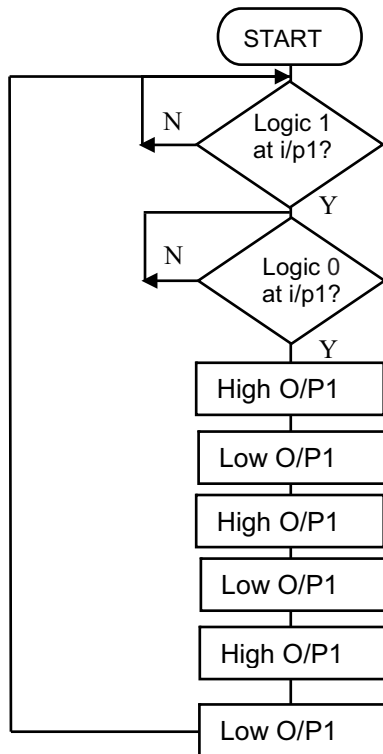 START
Logic 1
at i/p1?
N
Y
Logic 0
at i/p1?
N
Y
High O/P1
Low O/P1
High O/P1
Low O/P1
High O/P1
Low O/P1